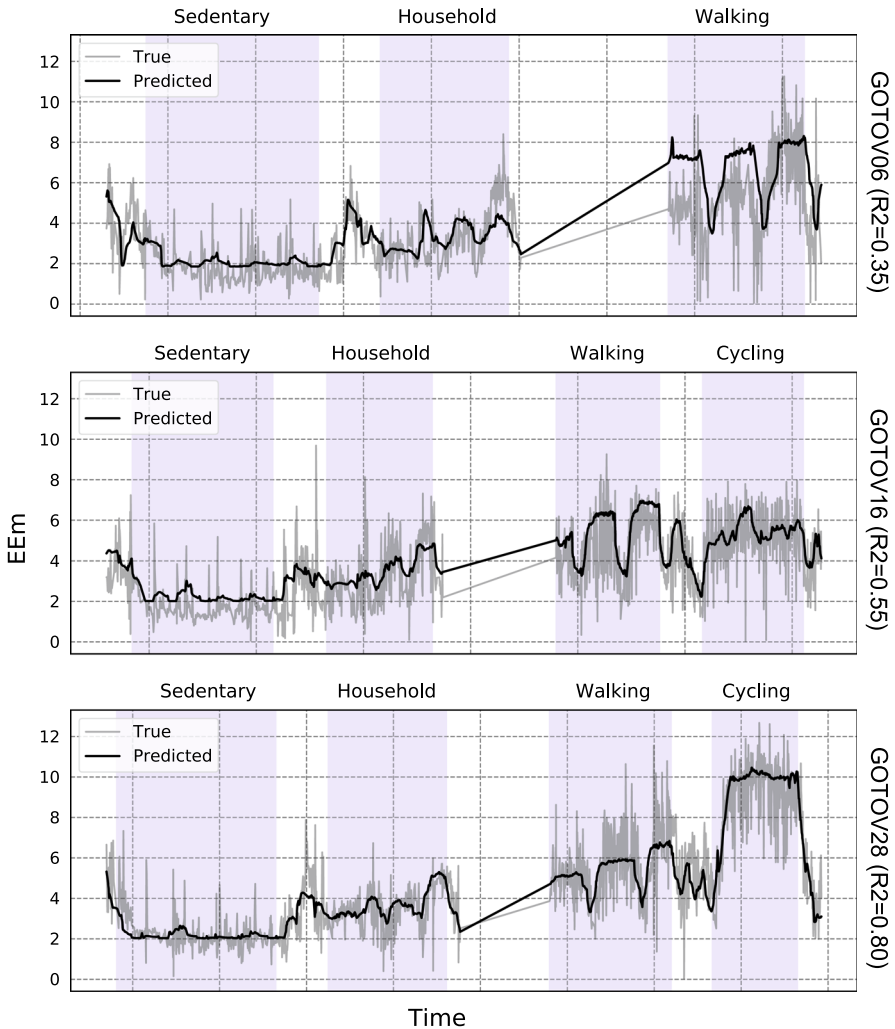 Sedentary Household Walking
True
Predicted
12
10
8
6
4
2
0
GOTOV06 (R2=0.35)
Sedentary Household Walking Cycling
True
Predicted
12
10
8
6
4
2
0
EEm
GOTOV16 (R2=0.55)
Sedentary Household Walking Cycling
True
Predicted
12
10
8
6
4
2
0
GOTOV28 (R2=0.80)
Time